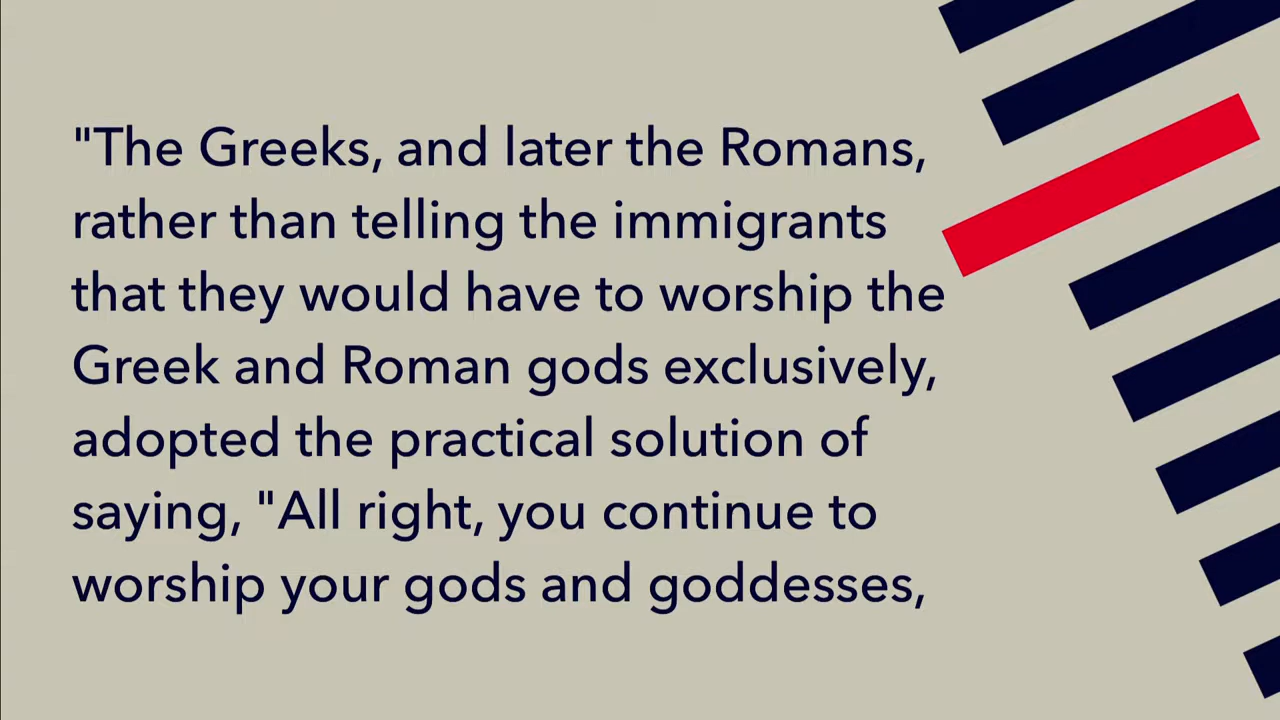 "The Greeks, and later the Romans,
rather than telling the immigrants
that they would have to worship the
Greek and Roman gods exclusively,
adopted the practical solution of
saying, "All right, you continue to
worship your gods and goddesses,